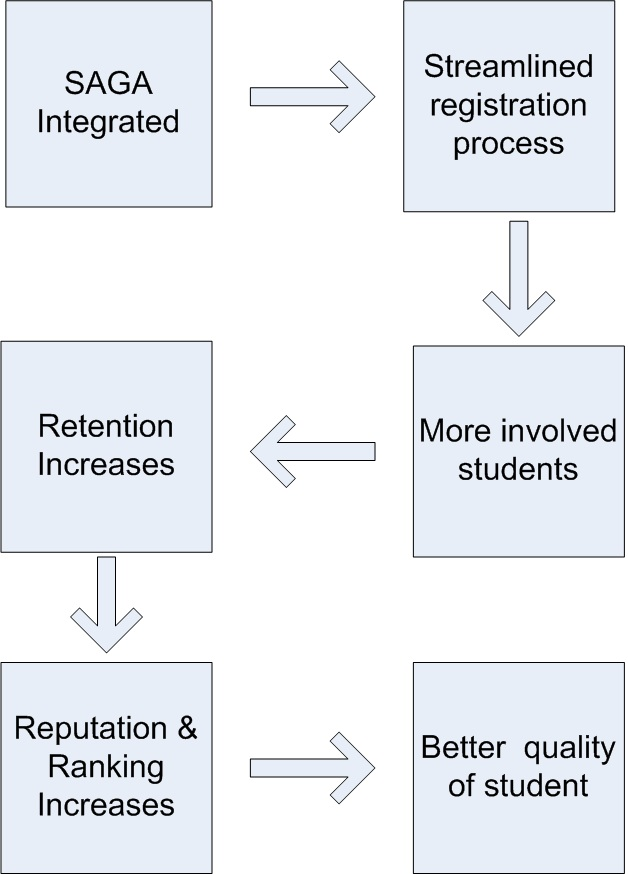 SAGA
Integrated
Streamlined
registration
process
More involved
students
Retention
Increases
Reputation &
Ranking
Increases
Better quality
of student